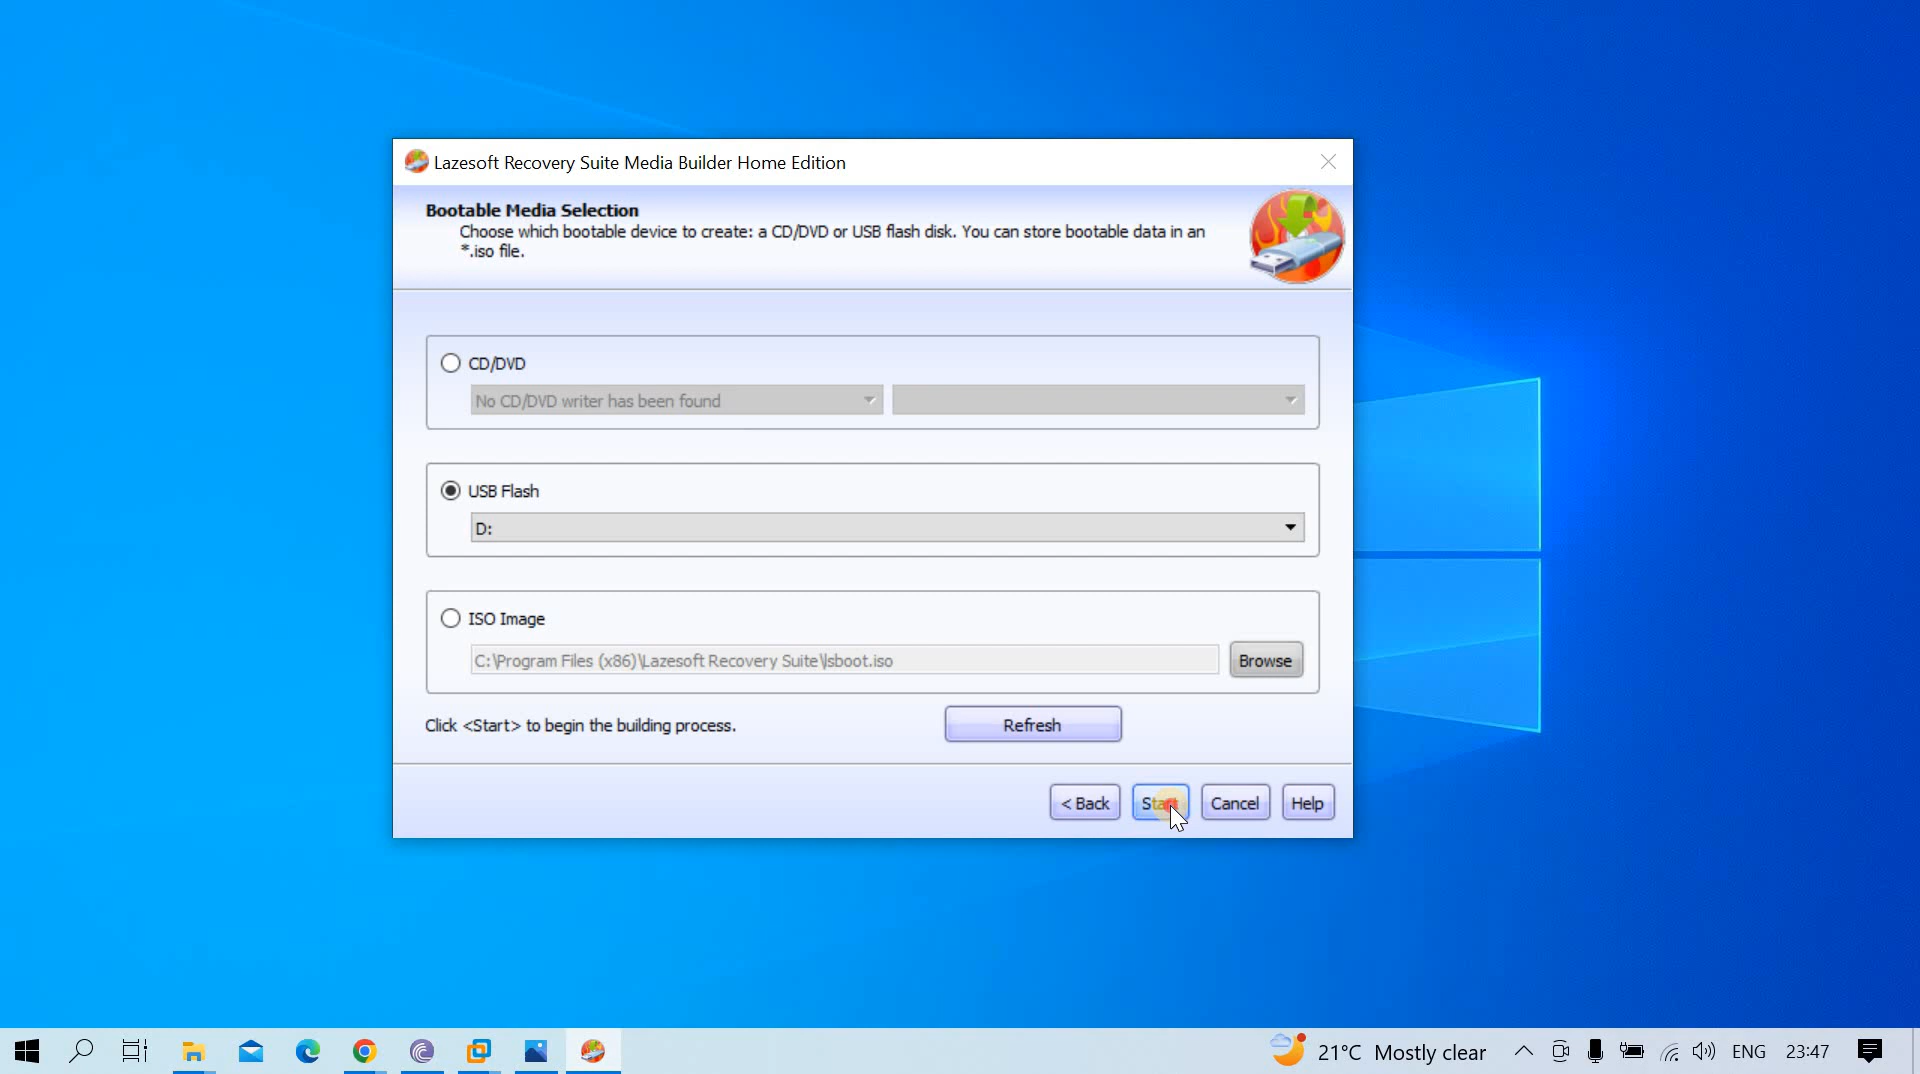 Lazesoft Recovery Suite Media Builder Home Edition
Bootable Media Selection
Choose which bootable device to create: a CD/DVD or USB flash disk. You can store bootable data in an
*.iso file.
CD/DVD
No CD/DVD writer has been found
USB Flash
D:
ISO Image
C:\Program Files (x86)\Lazesoft Recovery Suite\lsboot.iso
Browse
Click <Start> to begin the building process.
Refresh
< Back
Start
Cancel
Help
21°C Mostly clear
ENG
23:47